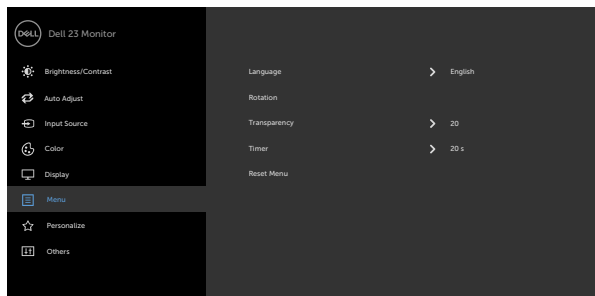 DELL Dell 23 Monitor
Brightness/Contrast
Auto Adjust
Input Source
Color
Display
Menu
Personalize
Others
Language English
Rotation
Transparency 20
Timer 20 s
Reset Menu